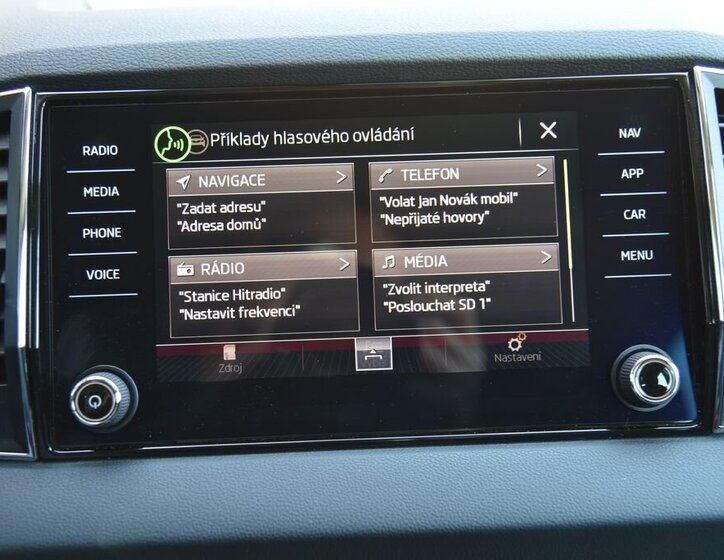 RADIO
MEDIA
PHONE
VOICE
Příklady hlasového ovládání
NAVIGACE
"Zadat adresu"
"Adresa domů"
TELEFON
"Volat Jan Novák mobil"
"Nepřijaté hovory"
RÁDIO
"Stanice Hitradio"
"Nastavit frekvenci"
MÉDIA
"Zvolit interpreta"
"Poslouchat SD 1"
Zdroj
Nastavení
NAV
APP
CAR
MENU